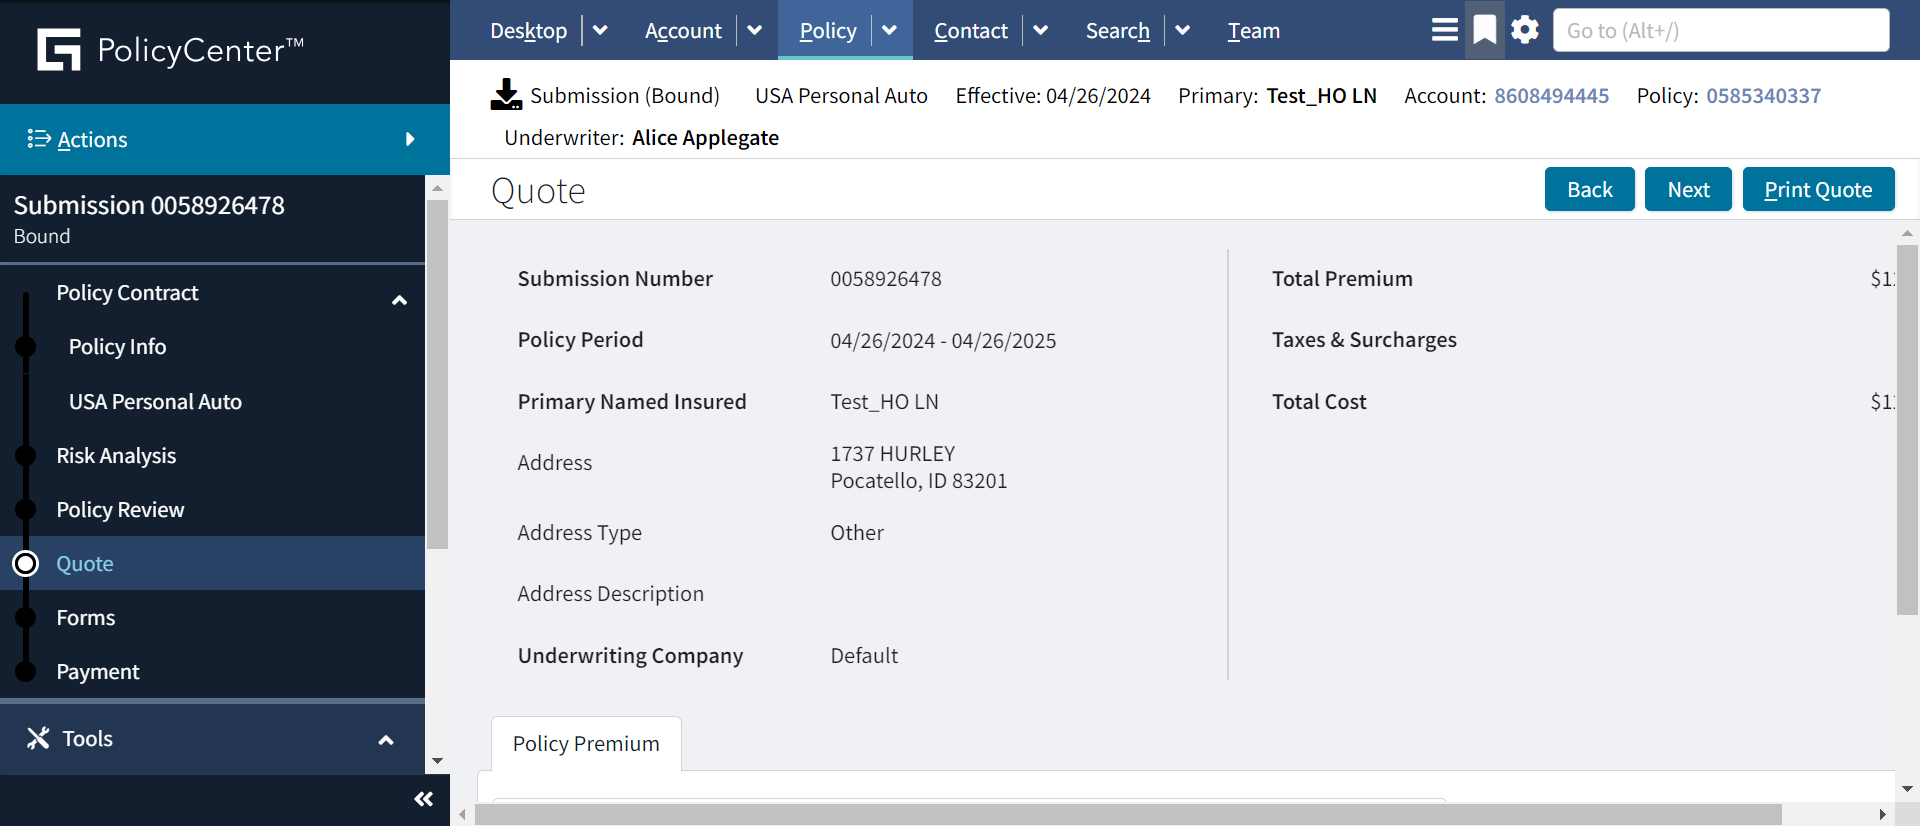 PolicyCenter™
Desktop
Account
Policy
Contact
Search
Team
Go to (Alt+/)
Actions
Submission (Bound) USA Personal Auto Effective: 04/26/2024 Primary: Test_HO LN Account: 8608494445 Policy: 0585340337
Underwriter: Alice Applegate
Submission 0058926478
Bound
Policy Contract
Policy Info
USA Personal Auto
Risk Analysis
Policy Review
Quote
Forms
Payment
Tools
Quote
Back
Next
Print Quote
Submission Number 0058926478
Policy Period 04/26/2024 - 04/26/2025
Primary Named Insured Test_HO LN
Address 1737 HURLEY
Pocatello, ID 83201
Address Type Other
Address Description
Underwriting Company Default
Total Premium
Taxes & Surcharges
Total Cost
Policy Premium